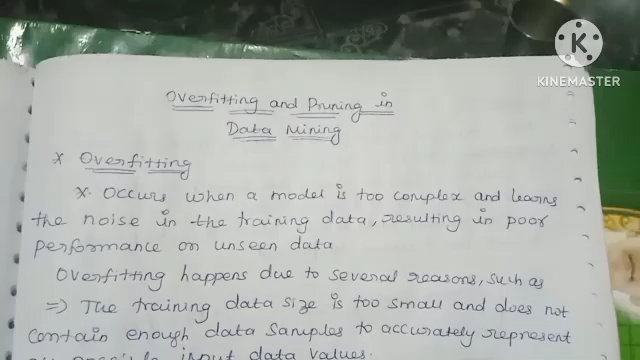 K
KINEMASTER
Overfitting and Pruning in
Data Mining
* Overfitting
* Occurs when a model is too complex and learns
the noise in the training data, resulting in poor
performance on unseen data
Overfitting happens due to several reasons, such as
⇒ The training data size is too small and does not
contain enough data samples to accurately represent
input data values.